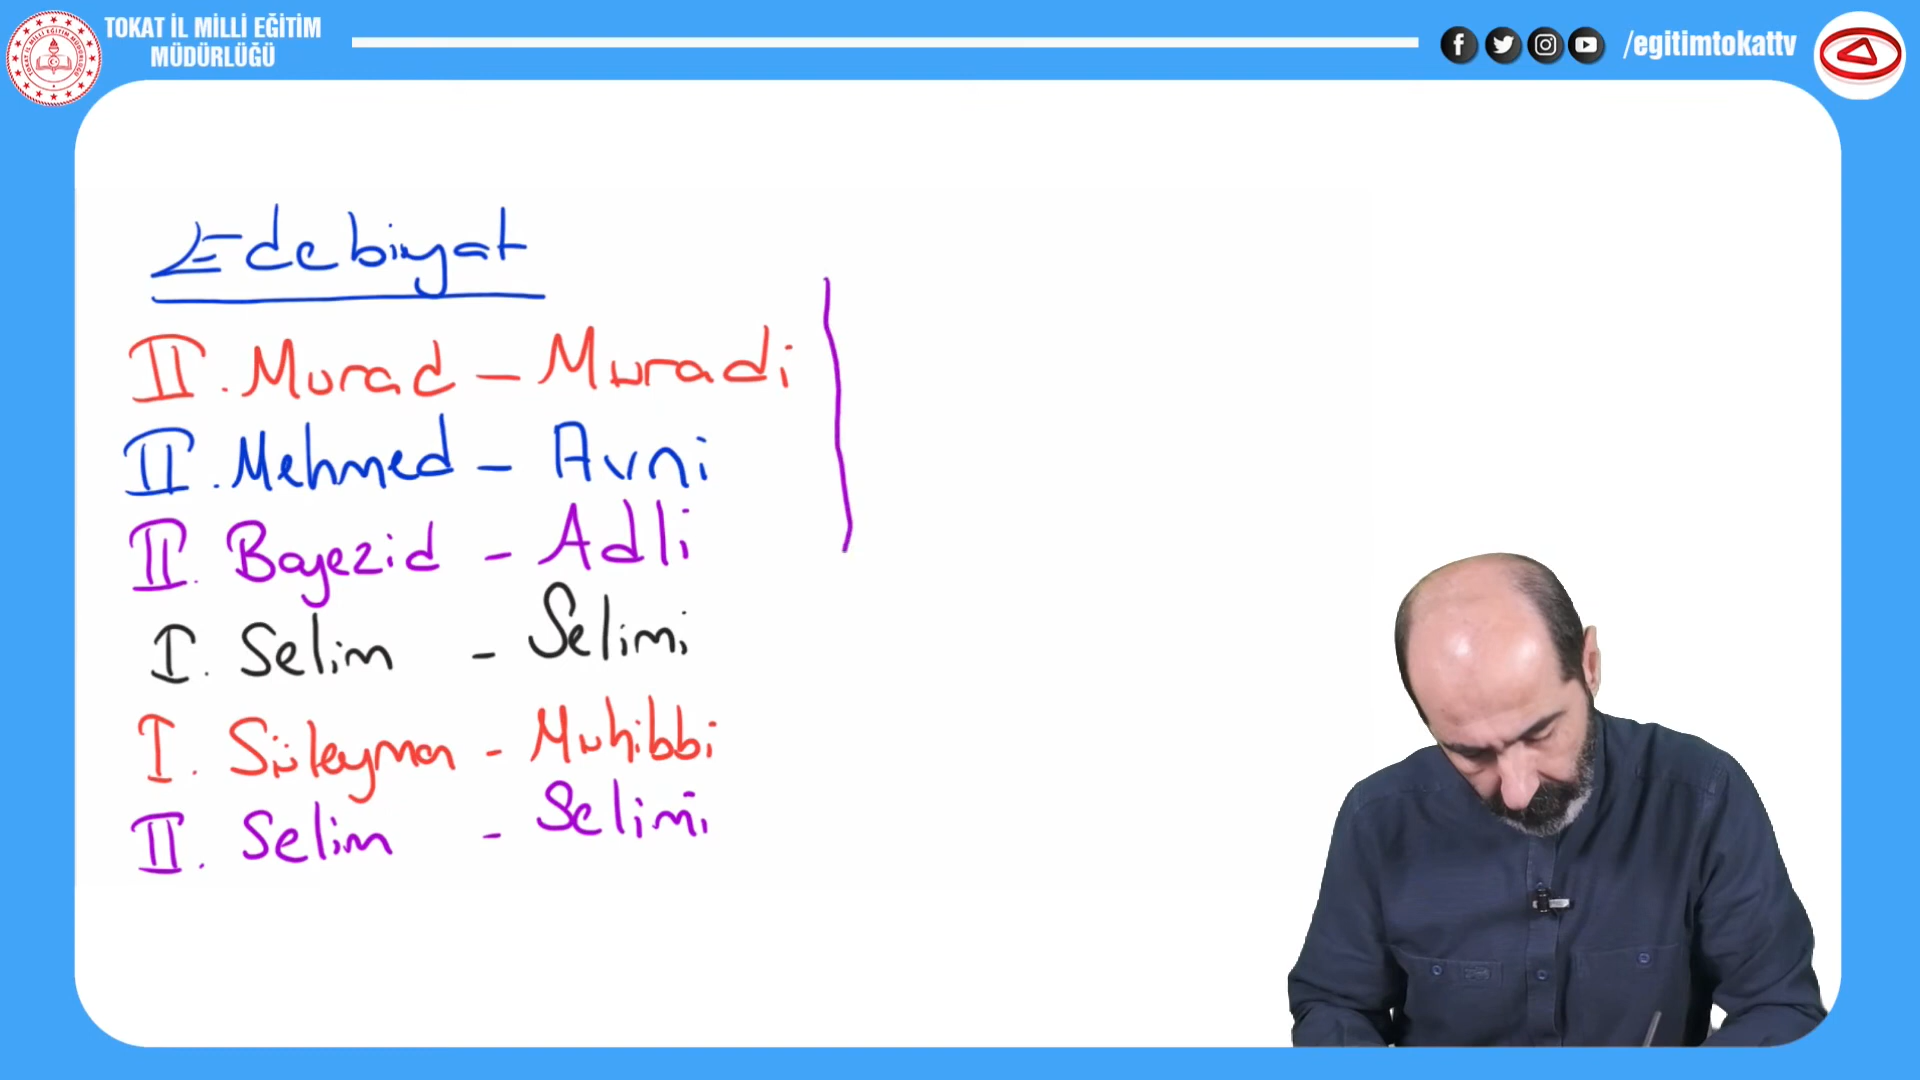 TOKAT İL MİLLİ EĞİTİM
MÜDÜRLÜĞÜ
/egitimtokattv
Edebiyat
II. Murad - Muradi
II. Mehmed - Avni
II. Bayezid - Adli
I. Selim - Selimi
I. Süleyman - Muhibbi
II. Selim - Selimi